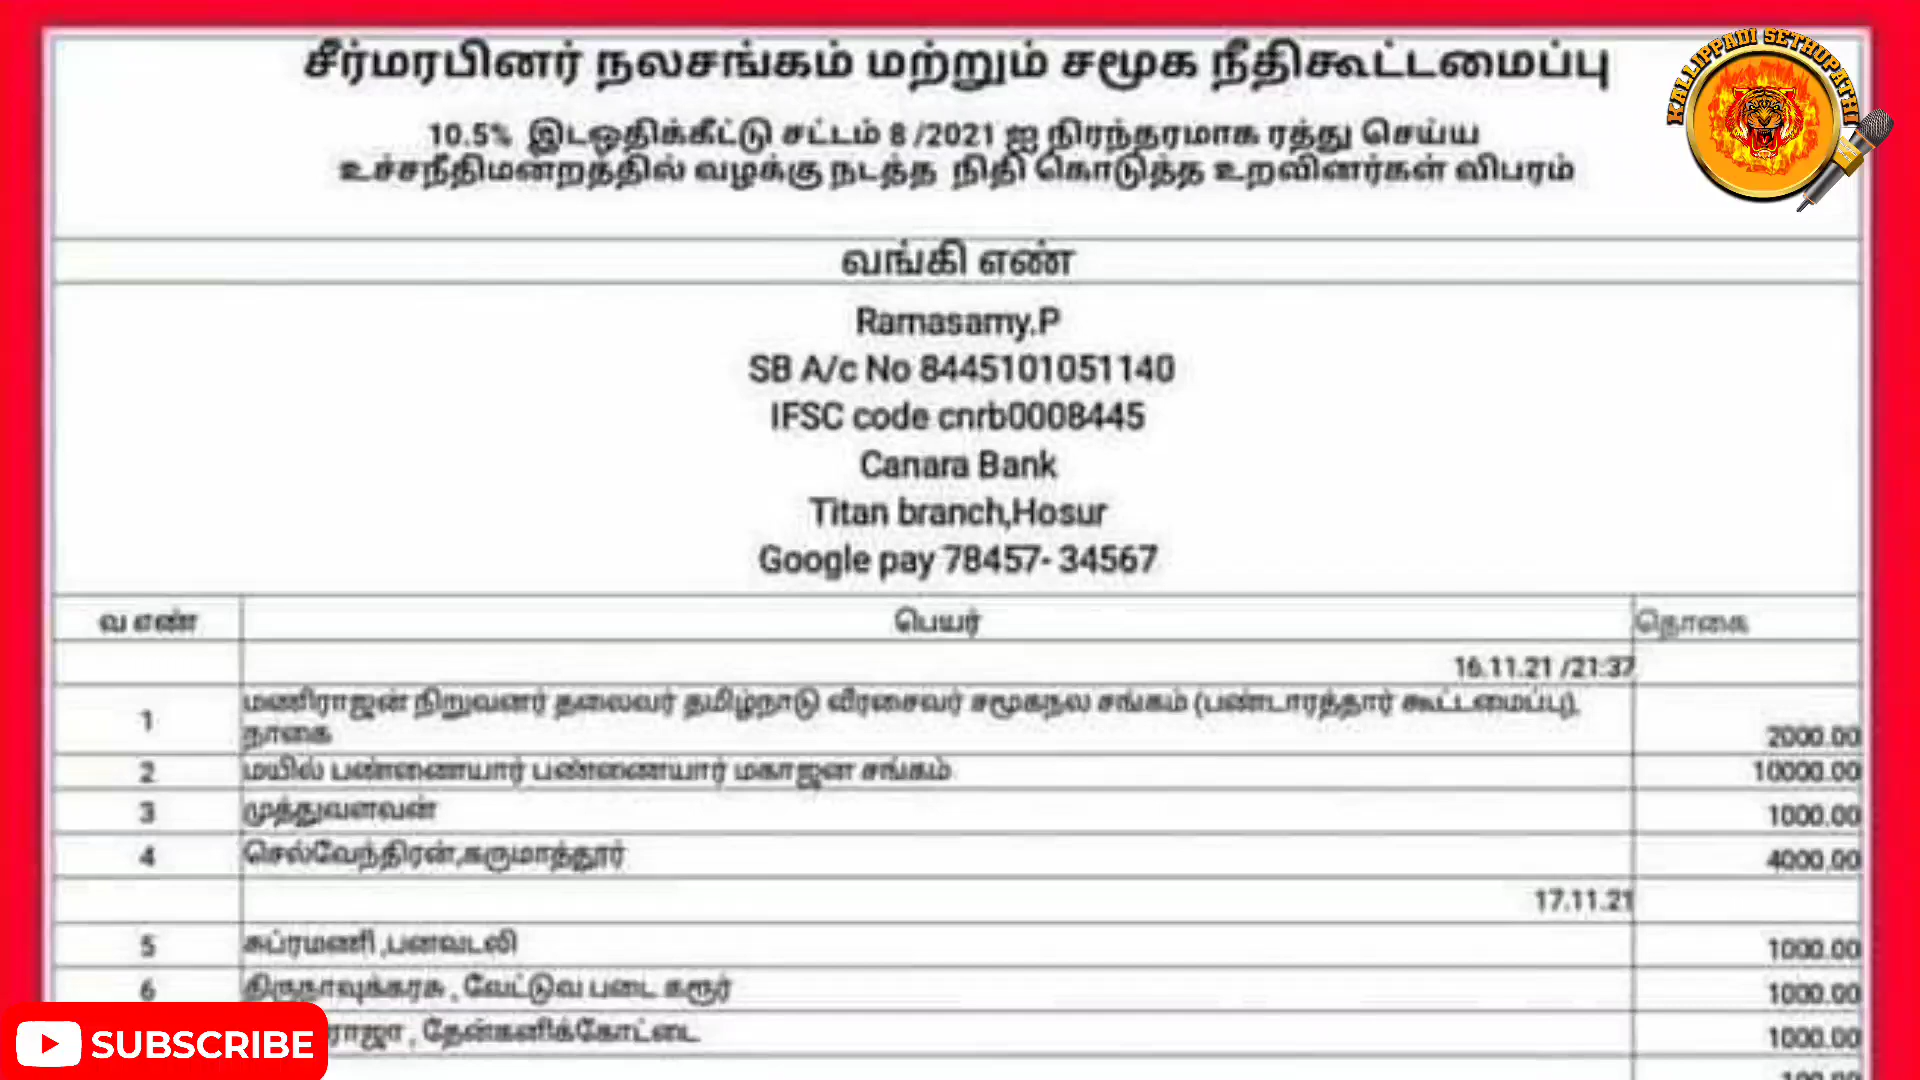 சீர்மரபினர் நலசங்கம் மற்றும் சமூக நீதிகூட்டமைப்பு
KALLIPPADI SETHUPATHI
10.5% இடஒதிக்கீட்டு சட்டம் 8 /2021 ஐ நிரந்தரமாக ரத்து செய்ய
உச்சநீதிமன்றத்தில் வழக்கு நடத்த நிதி கொடுத்த உறவினர்கள் விபரம்
வங்கி எண்
Ramasamy.P
SB A/c No 8445101051140
IFSC code cnrb0008445
Canara Bank
Titan branch,Hosur
Google pay 78457- 34567
வ எண் பெயர் தொகை
16.11.21 /21:37
1 மணிராஜன் நிறுவனர் தலைவர் தமிழ்நாடு வீரசைவர் சமூகநல சங்கம் (பண்டாரத்தார் கூட்டமைப்பு),
நாகை 2000.00
2 மயில் பண்ணையார் பண்ணையார் மகாஜன சங்கம் 10000.00
3 முத்துவளவன் 1000.00
4 செல்வேந்திரன்,கருமாத்தூர் 4000.00
17.11.21
5 சுப்ரமணி ,பனவடலி 1000.00
6 திருநாவுக்கரசு , வேட்டுவ படை கரூர் 1000.00
ராஜா , தேன்கனிக்கோட்டை 1000.00
SUBSCRIBE